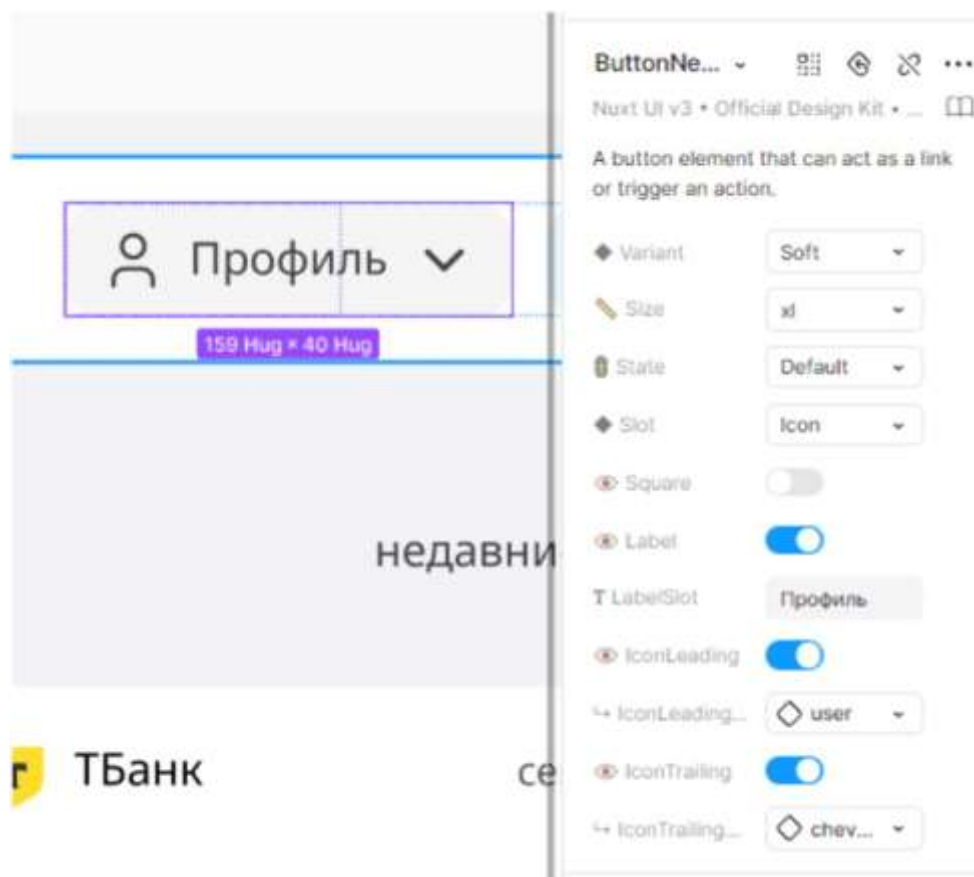 Профиль
159 Hug × 40 Hug
недавни
ТБанк
се
ButtonNe...
Nuxt UI v3 • Official Design Kit • ...
A button element that can act as a link
or trigger an action.
Variant Soft
Size xl
State Default
Slot Icon
Square
Label
T LabelSlot Профиль
IconLeading
↳ IconLeading... user
IconTrailing
↳ IconTrailing... chev...